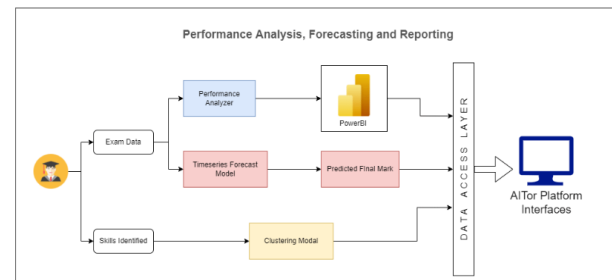 Performance Analysis, Forecasting and Reporting
Performance
Analyzer
PowerBI
Exam Data
Timeseries Forecast
Model
Predicted Final Mark
Skills Identified
Clustering Modal
DATA ACCESS LAYER
AITor Platform
Interfaces